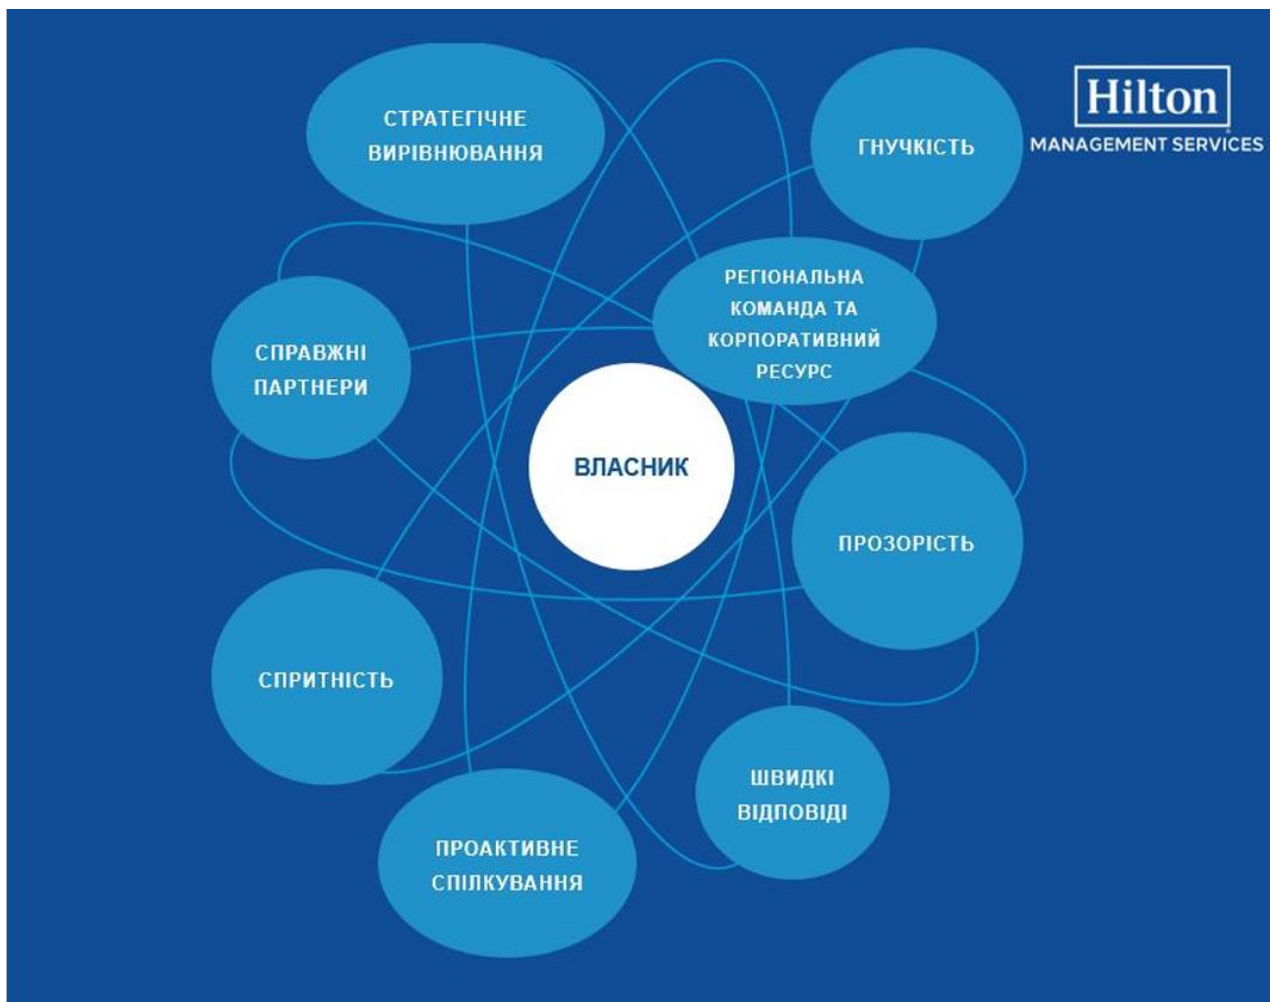 СТРАТЕГІЧНЕ
ВИРІВНЮВАННЯ
ГНУЧКІСТЬ
Hilton
MANAGEMENT SERVICES
РЕГІОНАЛЬНА
КОМАНДА ТА
КОРПОРАТИВНИЙ
РЕСУРС
СПРАВЖНІ
ПАРТНЕРИ
ВЛАСНИК
ПРОЗОРІСТЬ
СПРИТНІСТЬ
ШВИДКІ
ВІДПОВІДІ
ПРОАКТИВНЕ
СПІЛКУВАННЯ